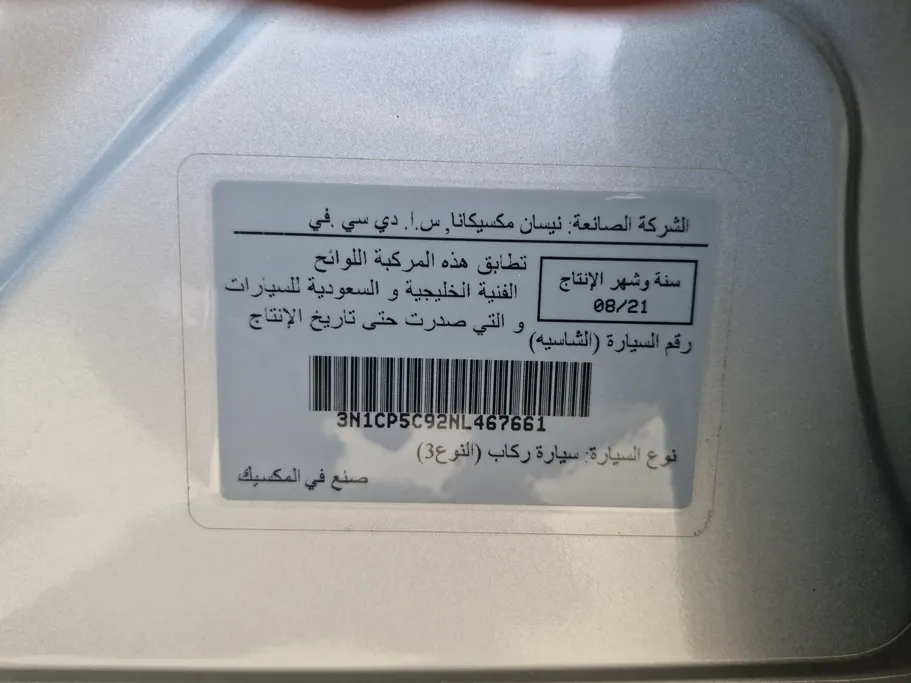 الشركة الصانعة: نيسان مكسيكانا, س.ا. دي سي .في
سنة وشهر الإنتاج
08/21
تطابق هذه المركبة اللوائح
الفنية الخليجية و السعودية للسيارات
و التي صدرت حتى تاريخ الإنتاج
رقم السيارة (الشاسيه)
3N1CP5C92NL467661
نوع السيارة: سيارة ركاب (النوع3)
صنع في المكسيك